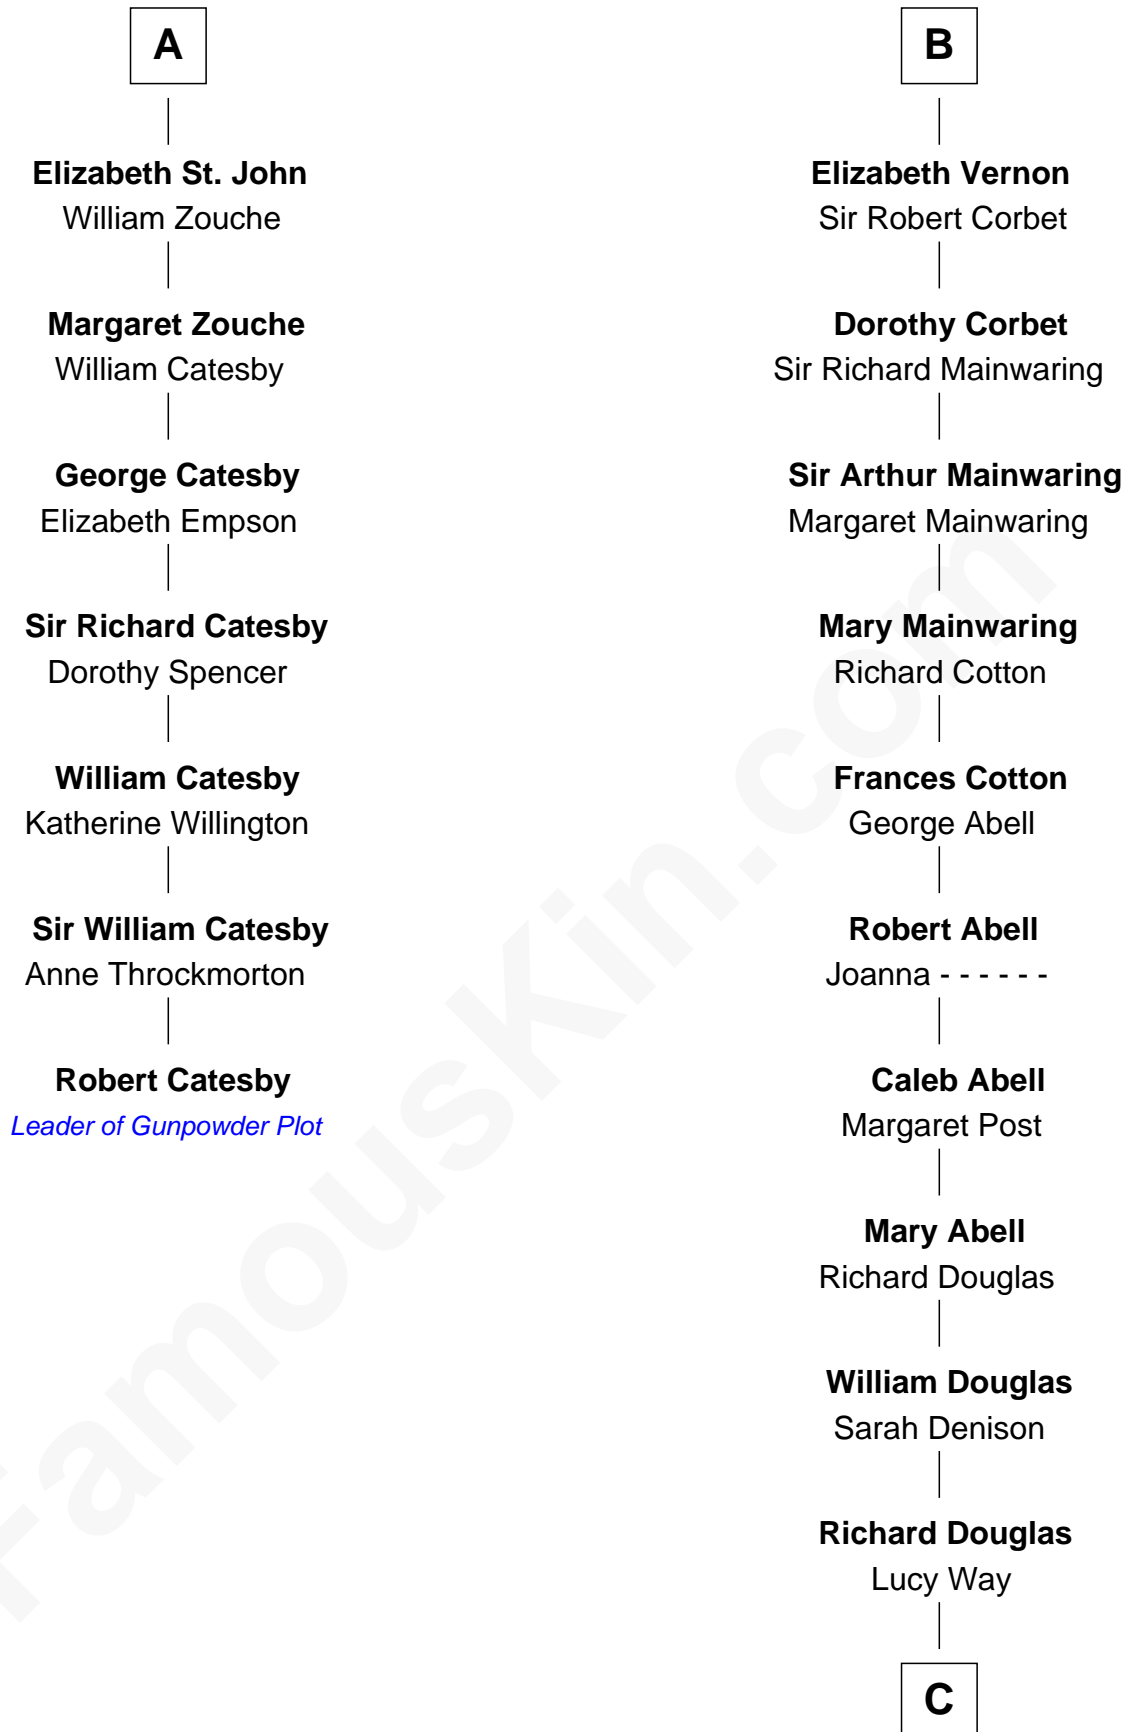 A
Elizabeth St. John
William Zouche
Margaret Zouche
William Catesby
George Catesby
Elizabeth Empson
Sir Richard Catesby
Dorothy Spencer
William Catesby
Katherine Willington
Sir William Catesby
Anne Throckmorton
Robert Catesby
Leader of Gunpowder Plot
B
Elizabeth Vernon
Sir Robert Corbet
Dorothy Corbet
Sir Richard Mainwaring
Sir Arthur Mainwaring
Margaret Mainwaring
Mary Mainwaring
Richard Cotton
Frances Cotton
George Abell
Robert Abell
Joanna - - - - - -
Caleb Abell
Margaret Post
Mary Abell
Richard Douglas
William Douglas
Sarah Denison
Richard Douglas
Lucy Way
C
FamousKin.com